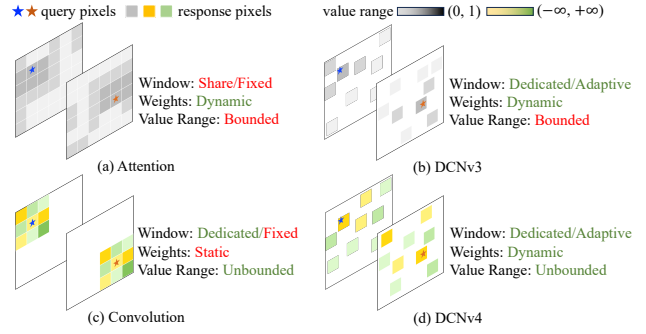 query pixels response pixels value range (0, 1) (−∞, +∞)
Window: Share/Fixed
Weights: Dynamic
Value Range: Bounded
(a) Attention
Window: Dedicated/Adaptive
Weights: Dynamic
Value Range: Bounded
(b) DCNv3
Window: Dedicated/Fixed
Weights: Static
Value Range: Unbounded
(c) Convolution
Window: Dedicated/Adaptive
Weights: Dynamic
Value Range: Unbounded
(d) DCNv4